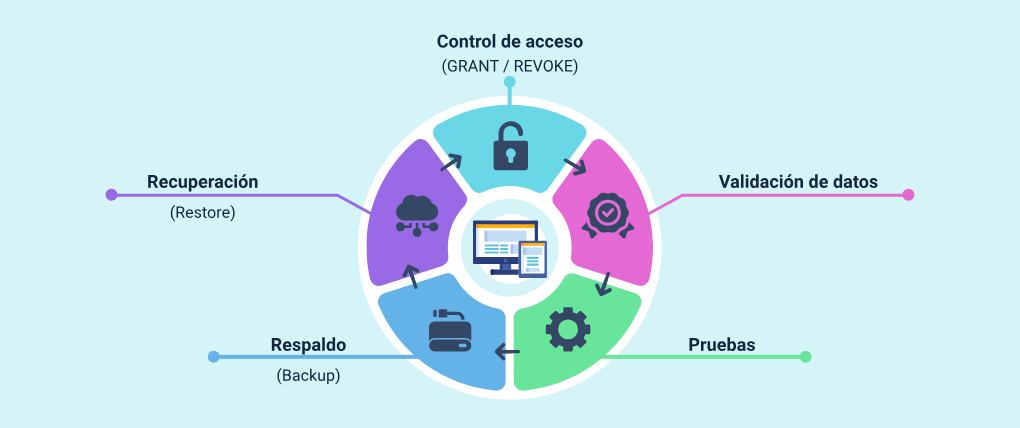 Control de acceso
(GRANT / REVOKE)
Recuperación
(Restore)
Validación de datos
Respaldo
(Backup)
Pruebas